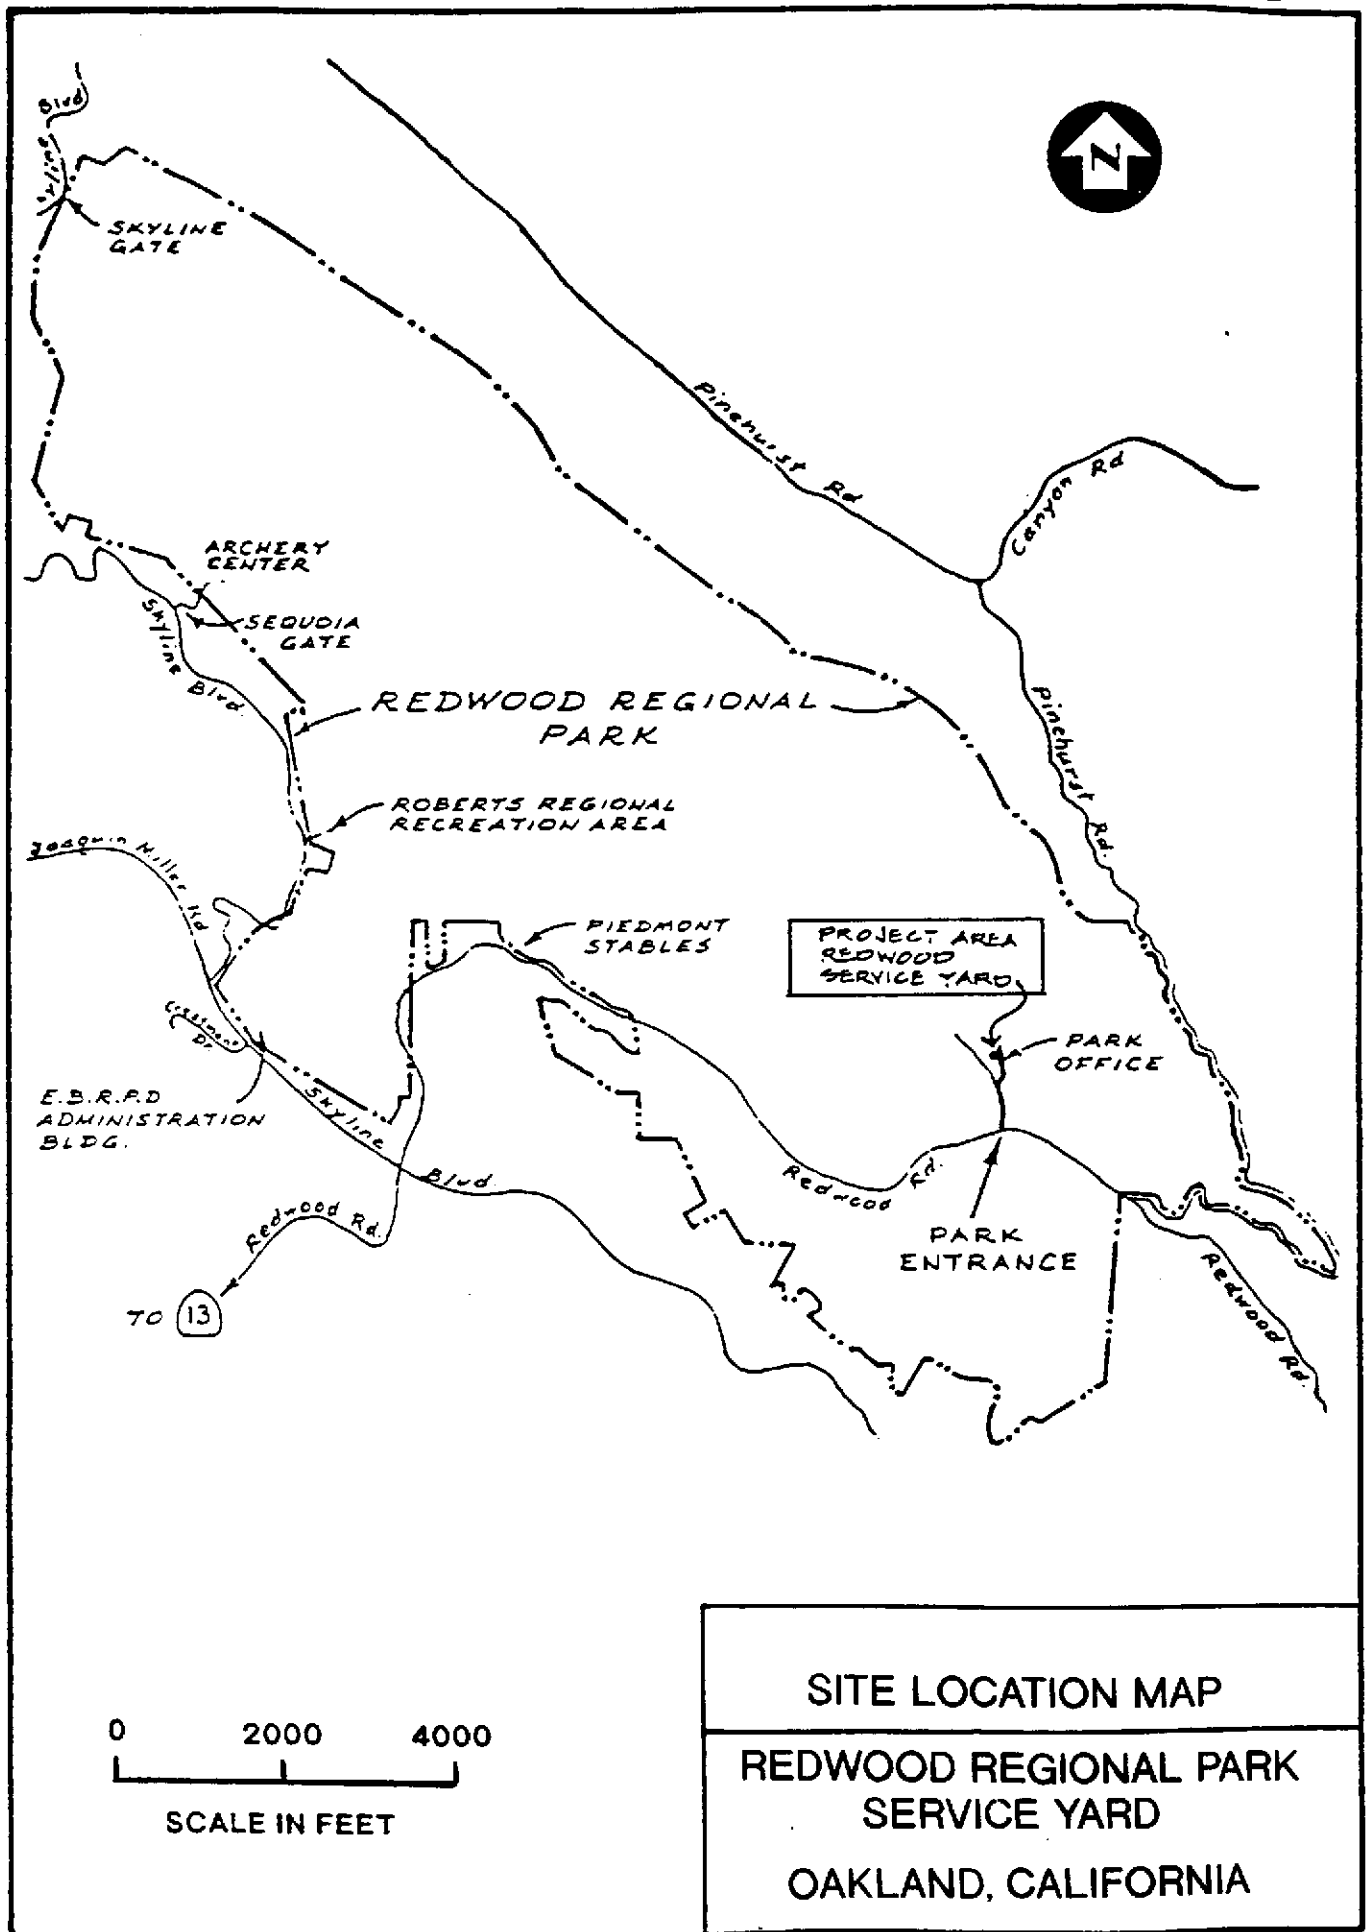 Blvd
N
SKYLINE
GATE
Pinehurst Rd
Canyon Rd
ARCHERY
CENTER
SEQUOIA
GATE
Skyline Blvd.
REDWOOD REGIONAL
PARK
Pinehurst Rd.
ROBERTS REGIONAL
RECREATION AREA
Joaquin Miller Rd
PIEDMONT
STABLES
PROJECT AREA
REDWOOD
SERVICE YARD
Dr.
PARK
OFFICE
E.B.R.P.D
ADMINISTRATION
BLDG.
Skyline Blvd.
Redwood Rd.
Redwood Rd.
PARK
ENTRANCE
Redwood Rd.
TO 13
SITE LOCATION MAP
0 2000 4000
SCALE IN FEET
REDWOOD REGIONAL PARK
SERVICE YARD
OAKLAND, CALIFORNIA